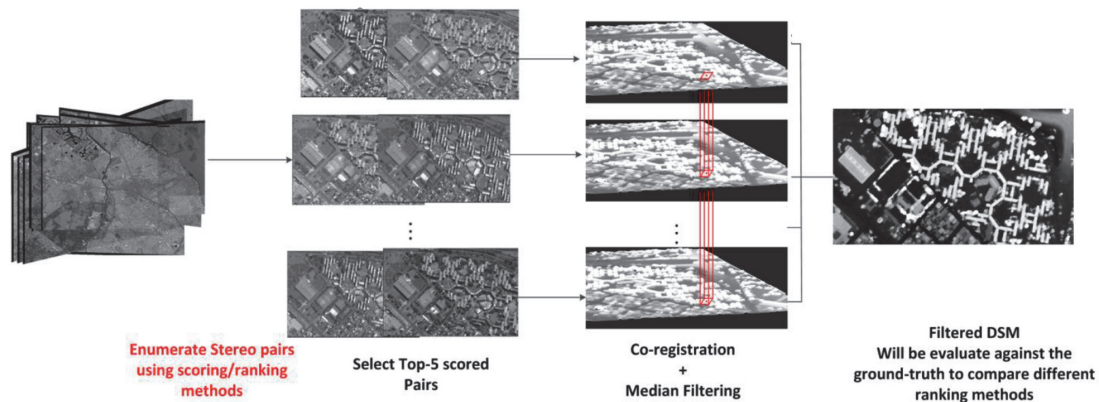 Enumerate Stereo pairs
using scoring/ranking
methods
Select Top-5 scored
Pairs
Co-registration
+
Median Filtering
Filtered DSM
Will be evaluate against the
ground-truth to compare different
ranking methods